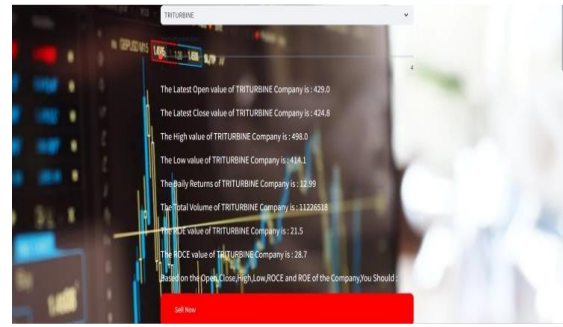 TRITURBINE
GBPUSD M15
4
The Latest Open value of TRITURBINE Company is : 429.0
The Latest Close value of TRITURBINE Company is : 424.8
The High value of TRITURBINE Company is : 498.0
The Low value of TRITURBINE Company is : 414.1
The Daily Returns of TRITURBINE Company is : 12.99
The Total Volume of TRITURBINE Company is : 11226518
The ROE value of TRITURBINE Company is : 21.5
The ROCE value of TRITURBINE Company is : 28.7
Based on the Open,Close,High,Low,ROCE and ROE of the Company,You Should :
Sell Now